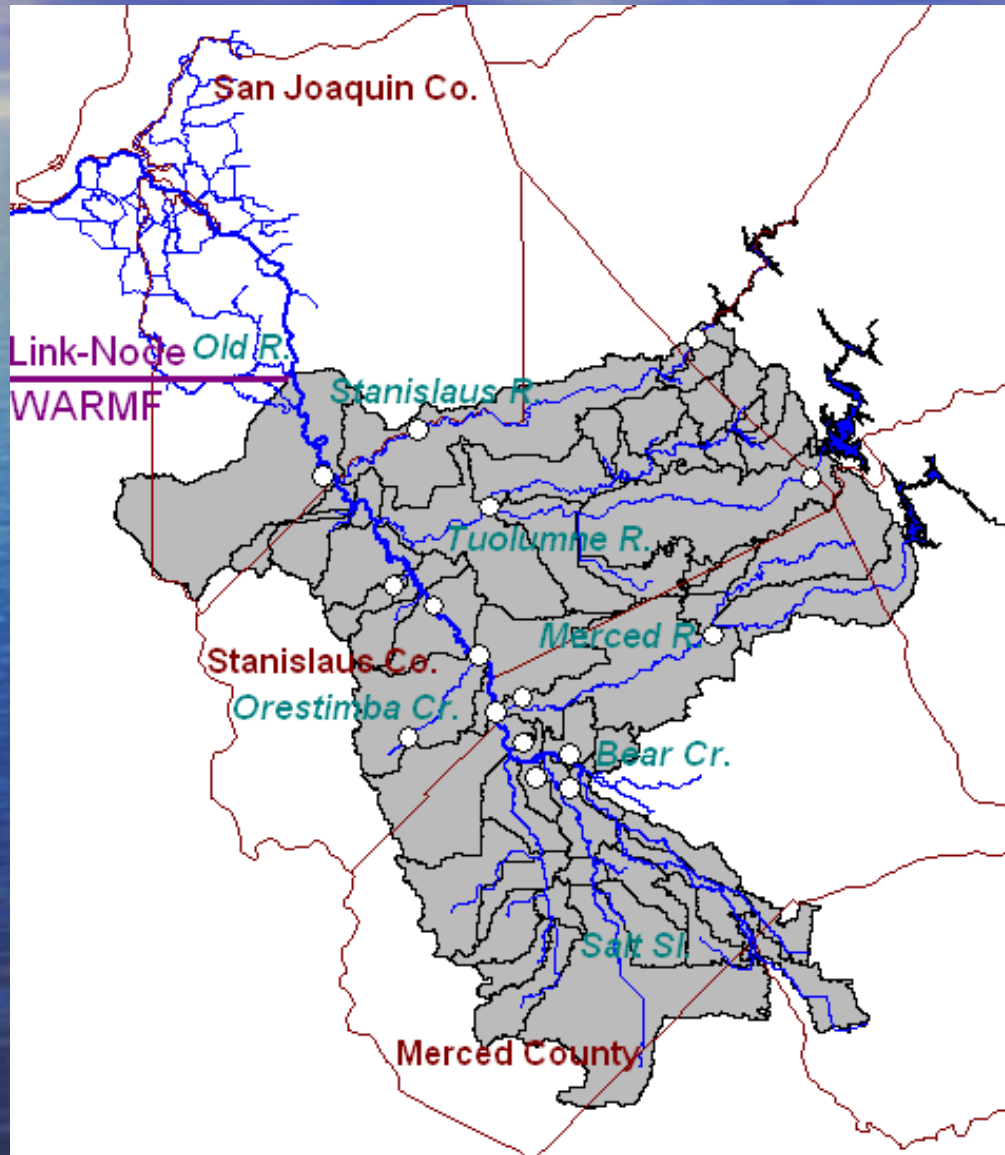 San Joaquin Co.
Old R.
Link-Node
WARMF
Stanislaus R.
Tuolumne R.
Merced R.
Stanislaus Co.
Orestimba Cr.
Bear Cr.
Salt Sl.
Merced County